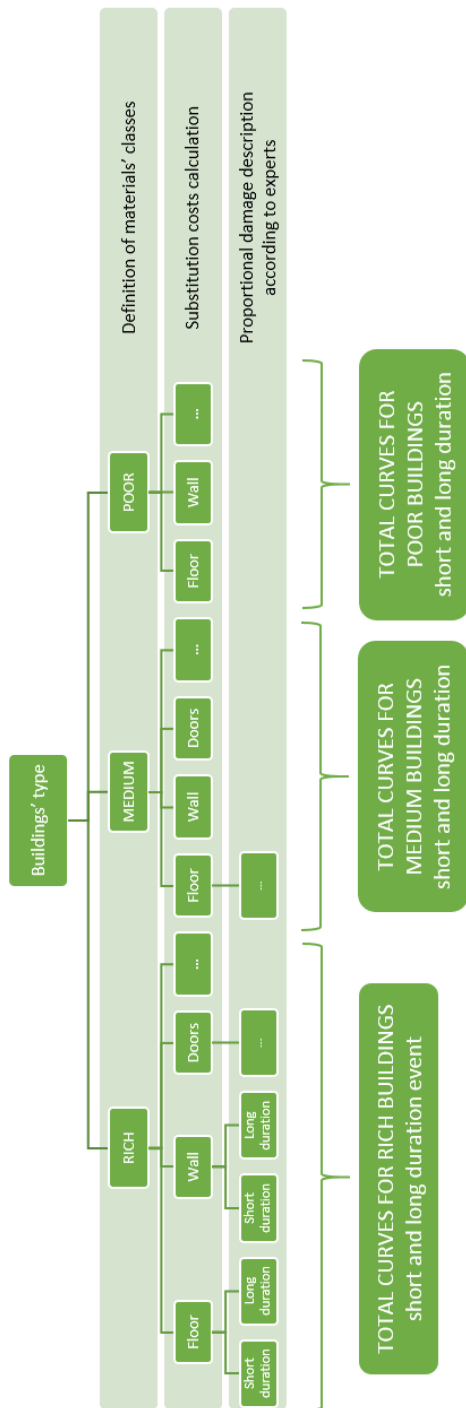 Buildings' type
RICH
MEDIUM
POOR
Definition of materials' classes
Floor
Wall
Doors
...
Floor
Wall
Doors
...
Floor
Wall
...
Substitution costs calculation
Short
duration
Long
duration
Short
duration
Long
duration
...
...
Proportional damage description
according to experts
TOTAL CURVES FOR RICH BUILDINGS
short and long duration event
TOTAL CURVES FOR
MEDIUM BUILDINGS
short and long duration
TOTAL CURVES FOR
POOR BUILDINGS
short and long duration